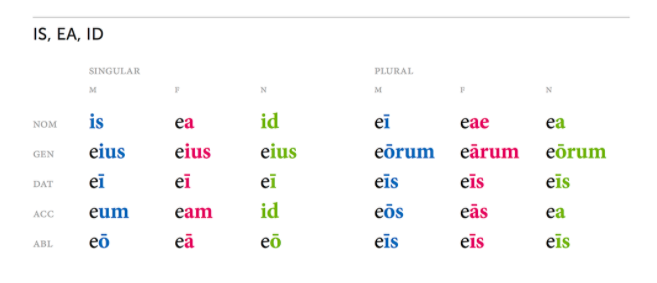 IS, EA, ID
SINGULAR PLURAL
M F N M F N
NOM is ea id eī eae ea
GEN eius eius eius eōrum eārum eōrum
DAT eī eī eī eīs eīs eīs
ACC eum eam id eōs eās ea
ABL eō eā eō eīs eīs eīs